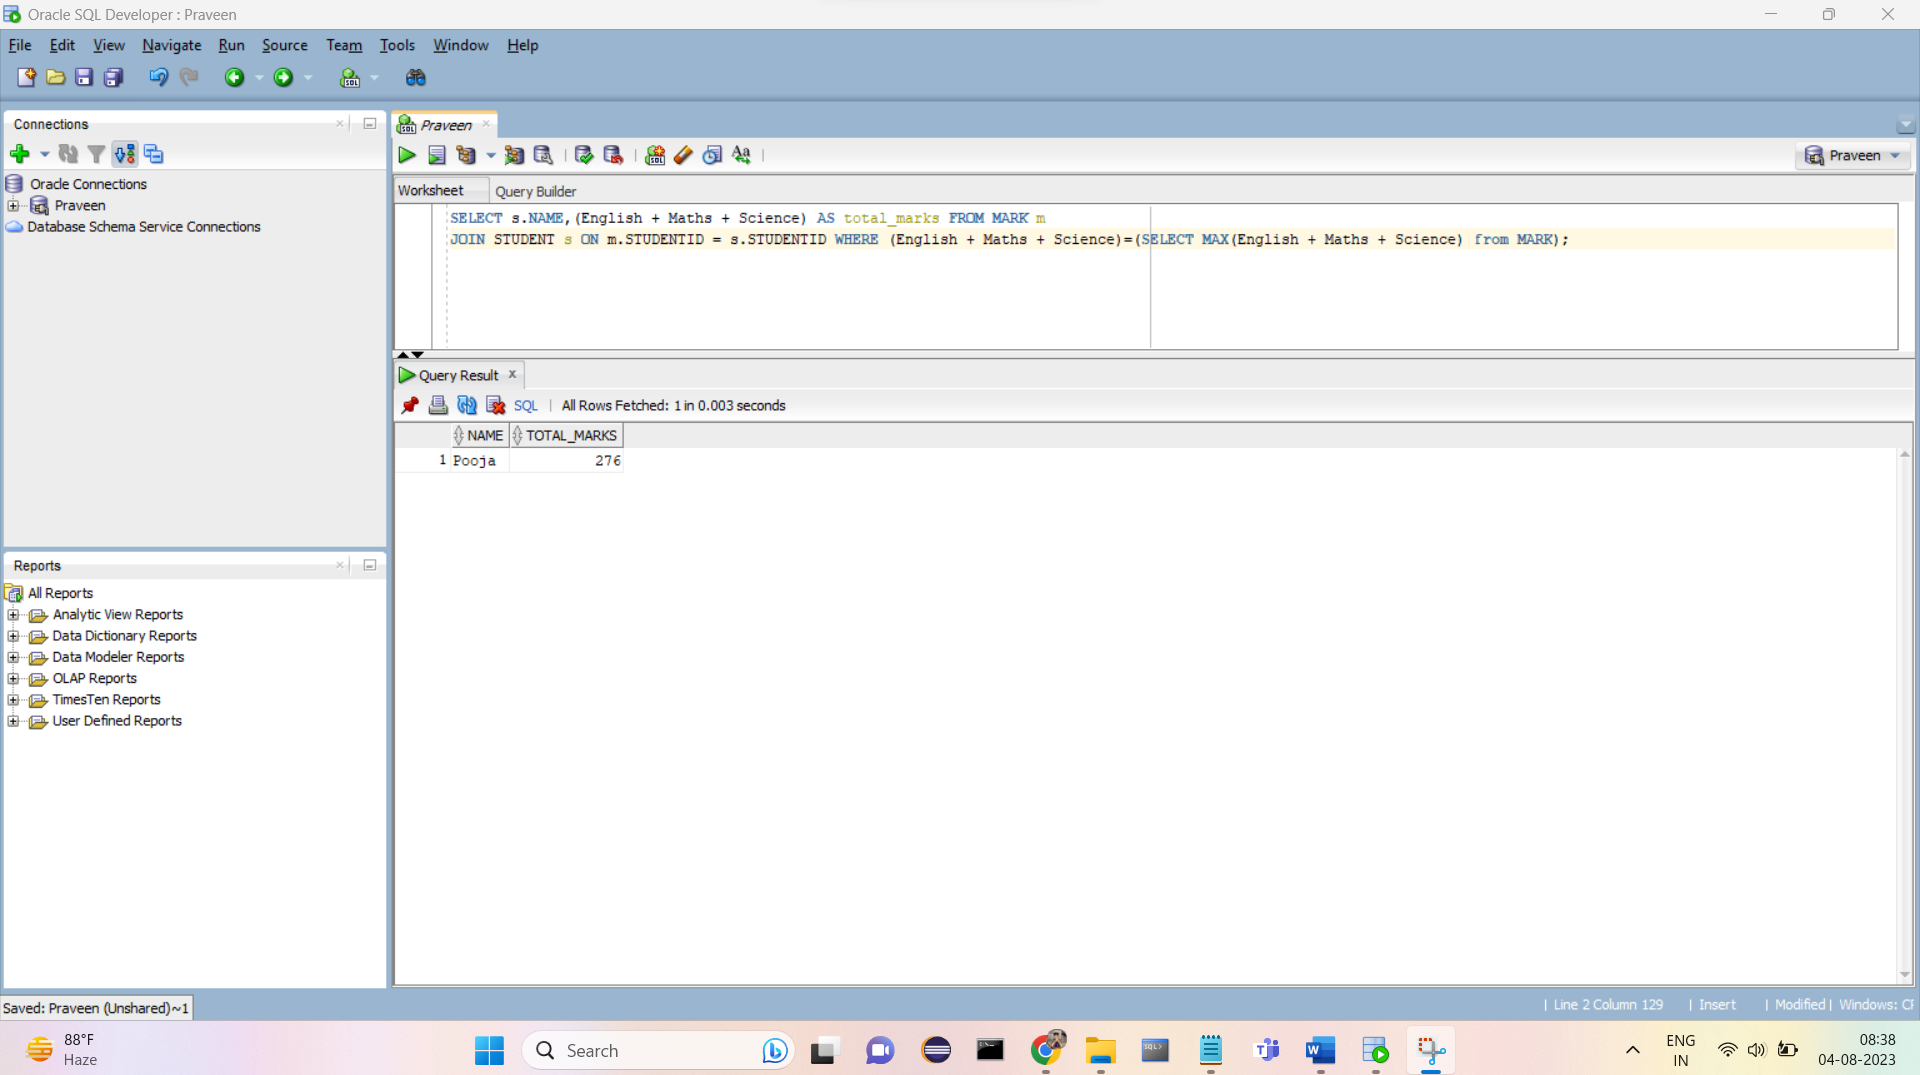 Oracle SQL Developer : Praveen
File Edit View Navigate Run Source Team Tools Window Help
Connections
Oracle Connections
Praveen
Database Schema Service Connections
Reports
All Reports
Analytic View Reports
Data Dictionary Reports
Data Modeler Reports
OLAP Reports
TimesTen Reports
User Defined Reports
Praveen
Praveen
Worksheet Query Builder
SELECT s.NAME,(English + Maths + Science) AS total_marks FROM MARK m
JOIN STUDENT s ON m.STUDENTID = s.STUDENTID WHERE (English + Maths + Science)=(SELECT MAX(English + Maths + Science) from MARK);
Query Result
SQL | All Rows Fetched: 1 in 0.003 seconds
NAME TOTAL_MARKS
1 Pooja 276
Saved: Praveen (Unshared)~1
| Line 2 Column 129 | Insert | Modified | Windows: C
88°F
Haze
Search
ENG
IN
08:38
04-08-2023